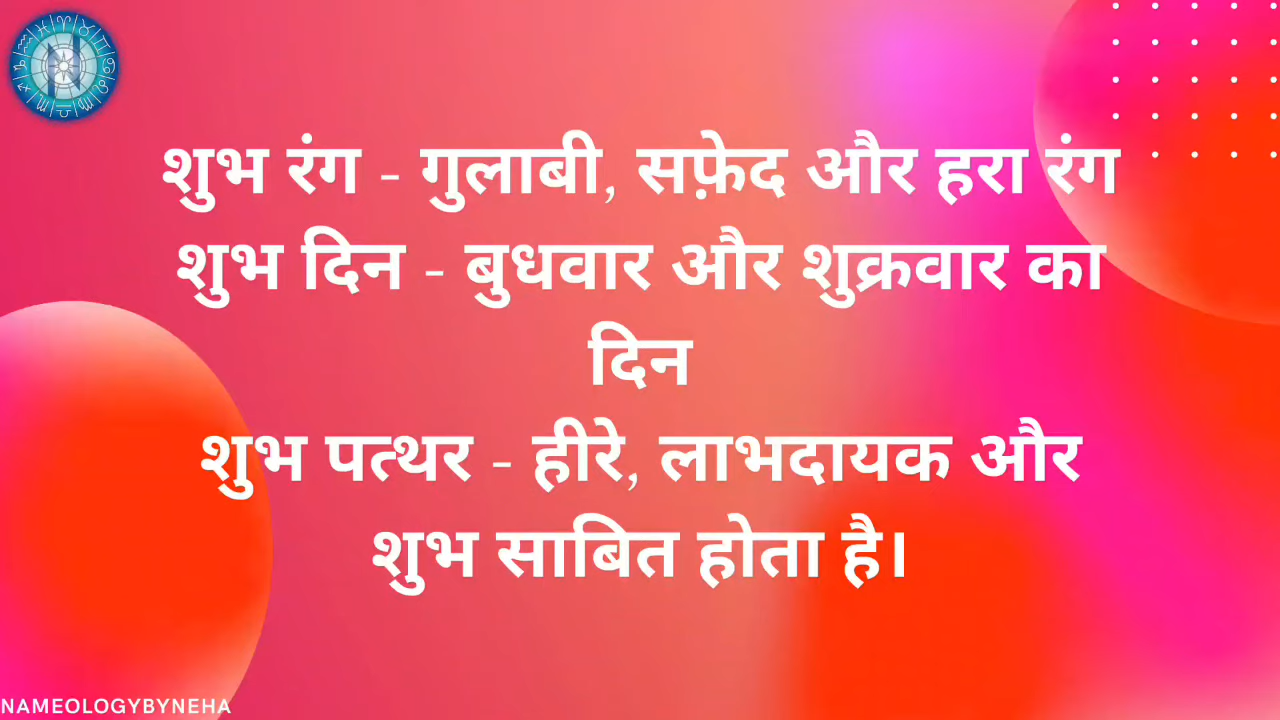 शुभ रंग - गुलाबी, सफ़ेद और हरा रंग
शुभ दिन - बुधवार और शुक्रवार का
दिन
शुभ पत्थर - हीरे, लाभदायक और
शुभ साबित होता है।
NAMEOLOGYBYNEHA